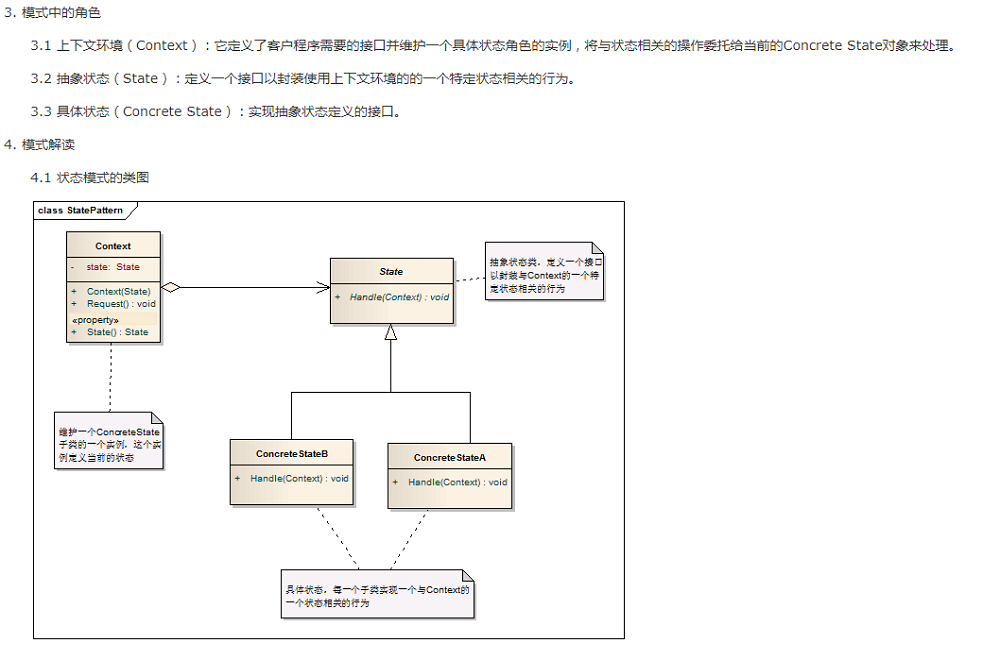 3. 模式中的角色
3.1 上下文环境（Context）：它定义了客户程序需要的接口并维护一个具体状态角色的实例，将与状态相关的操作委托给当前的Concrete State对象来处理。
3.2 抽象状态（State）：定义一个接口以封装使用上下文环境的的一个特定状态相关的行为。
3.3 具体状态（Concrete State）：实现抽象状态定义的接口。
4. 模式解读
4.1 状态模式的类图
class StatePattern
Context
- state: State
+ Context(State)
+ Request() : void
«property»
+ State() : State
State
+ Handle(Context) : void
抽象状态类，定义一个接口
以封装与Context的一个特
定状态相关的行为
维护一个ConcreteState
子类的一个实例，这个实
例定义当前的状态
ConcreteStateB
+ Handle(Context) : void
ConcreteStateA
+ Handle(Context) : void
具体状态，每一个子类实现一个与Context的
一个状态相关的行为